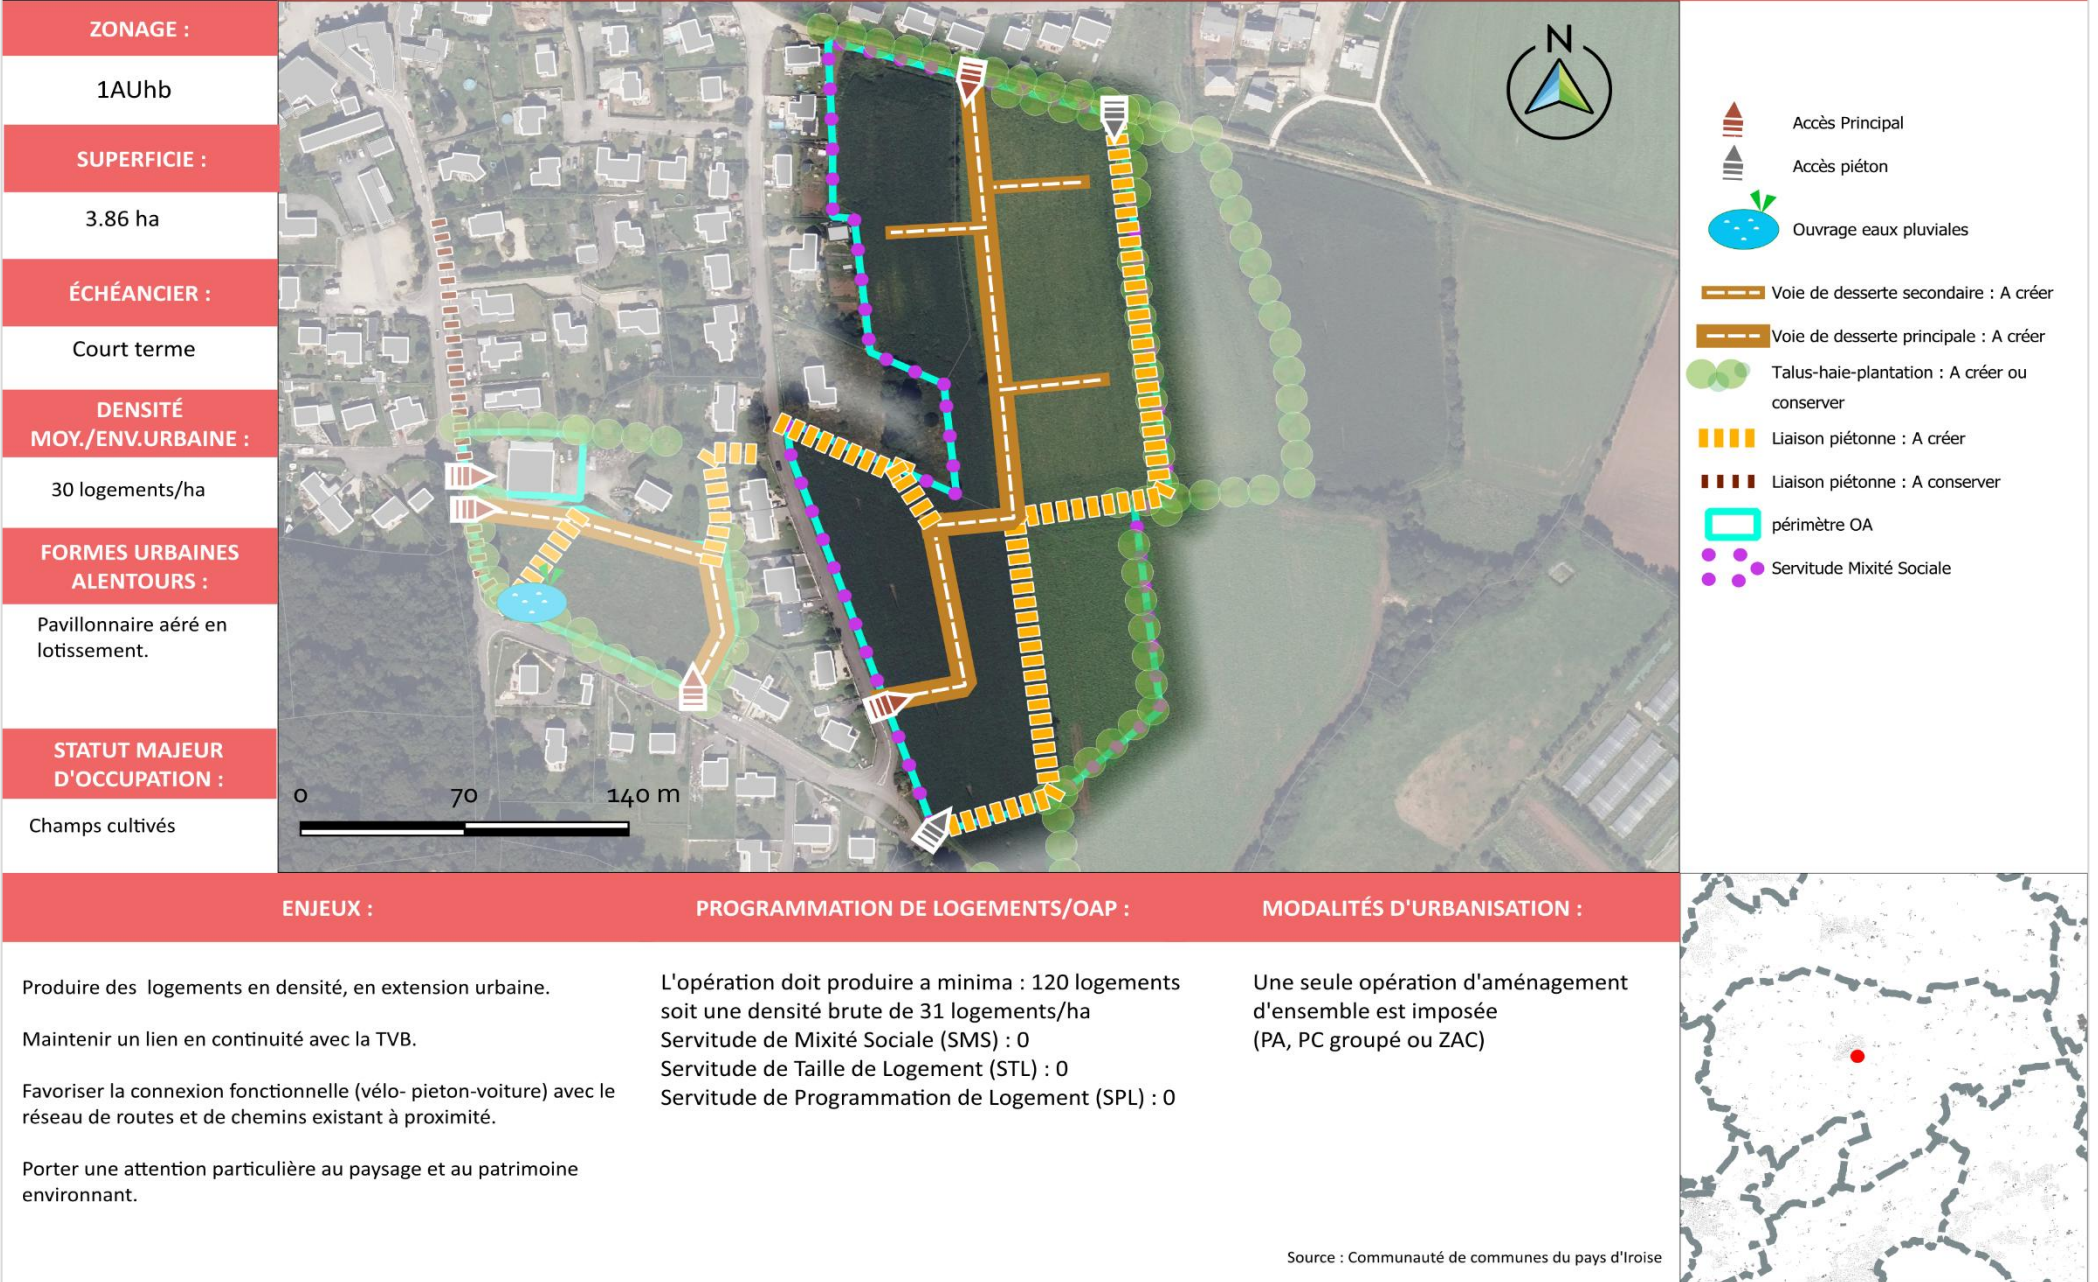 ZONAGE :
1AUhb
SUPERFICIE :
3.86 ha
ÉCHÉANCIER :
Court terme
DENSITÉ
MOY./ENV.URBAINE :
30 logements/ha
FORMES URBAINES
ALENTOURS :
Pavillonnaire aéré en
lotissement.
STATUT MAJEUR
D'OCCUPATION :
Champs cultivés
N
0 70 140 m
Accès Principal
Accès piéton
Ouvrage eaux pluviales
Voie de desserte secondaire : A créer
Voie de desserte principale : A créer
Talus-haie-plantation : A créer ou
conserver
Liaison piétonne : A créer
Liaison piétonne : A conserver
périmètre OA
Servitude Mixité Sociale
ENJEUX :
Produire des  logements en densité, en extension urbaine.
Maintenir un lien en continuité avec la TVB.
Favoriser la connexion fonctionnelle (vélo- pieton-voiture) avec le
réseau de routes et de chemins existant à proximité.
Porter une attention particulière au paysage et au patrimoine
environnant.
PROGRAMMATION DE LOGEMENTS/OAP :
L'opération doit produire a minima : 120 logements
soit une densité brute de 31 logements/ha
Servitude de Mixité Sociale (SMS) : 0
Servitude de Taille de Logement (STL) : 0
Servitude de Programmation de Logement (SPL) : 0
MODALITÉS D'URBANISATION :
Une seule opération d'aménagement
d'ensemble est imposée
(PA, PC groupé ou ZAC)
Source : Communauté de communes du pays d'Iroise